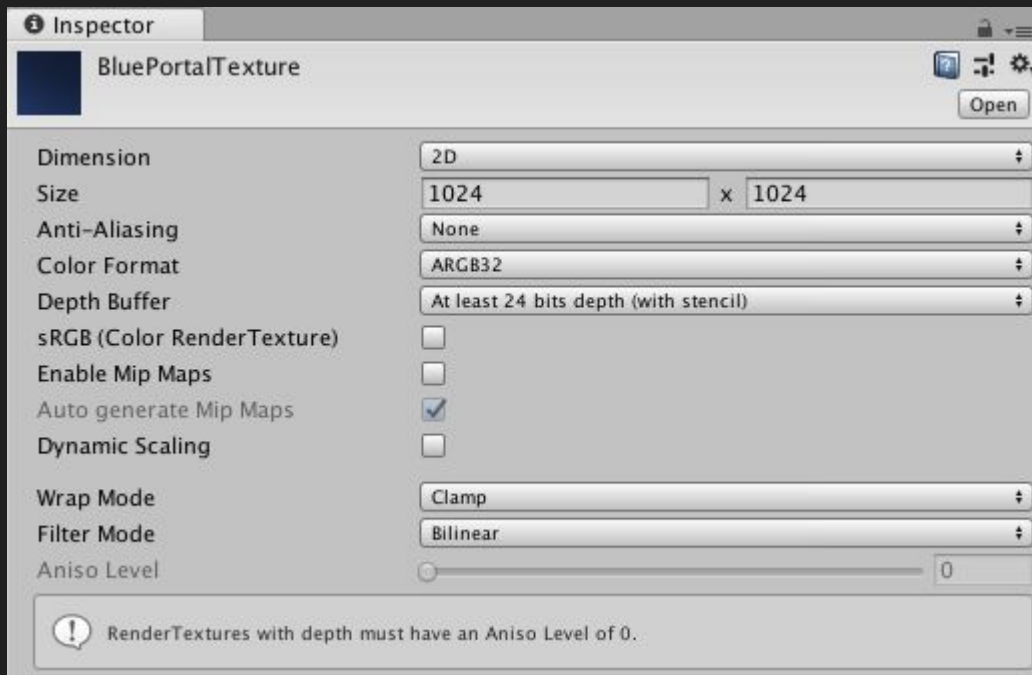 Inspector
BluePortalTexture
Open
Dimension 2D
Size 1024 x 1024
Anti-Aliasing None
Color Format ARGB32
Depth Buffer At least 24 bits depth (with stencil)
sRGB (Color RenderTexture)
Enable Mip Maps
Auto generate Mip Maps
Dynamic Scaling
Wrap Mode Clamp
Filter Mode Bilinear
Aniso Level 0
RenderTextures with depth must have an Aniso Level of 0.